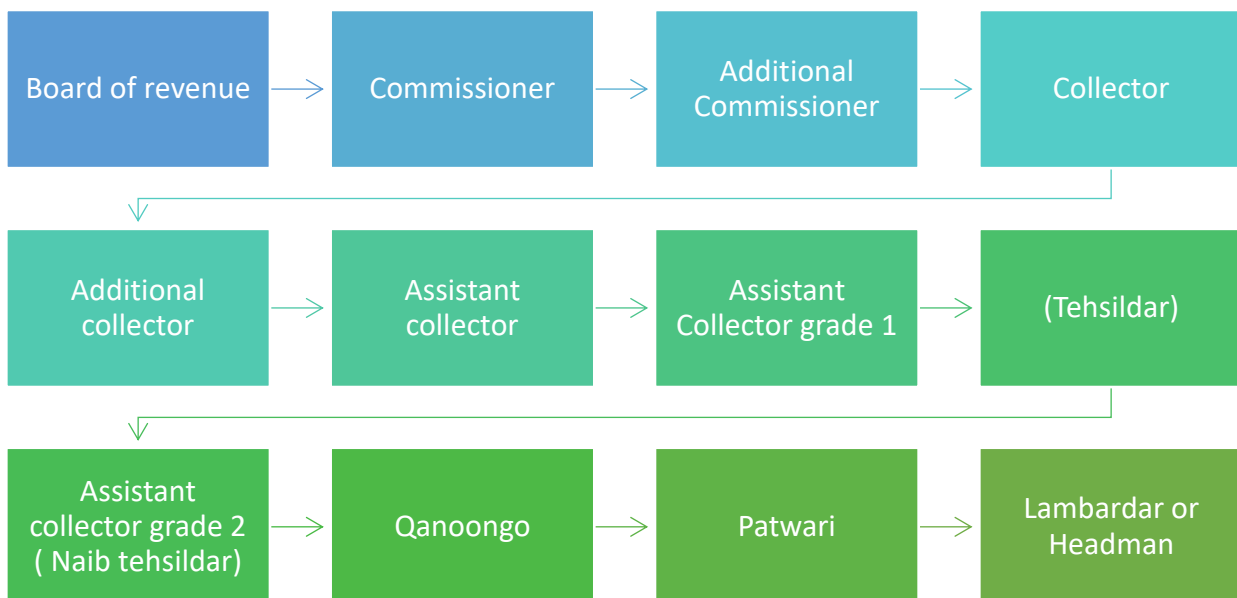 Board of revenue
Commissioner
Additional
Commissioner
Collector
Additional
collector
Assistant
collector
Assistant
Collector grade 1
(Tehsildar)
Assistant
collector grade 2
( Naib tehsildar)
Qanoongo
Patwari
Lambardar or
Headman